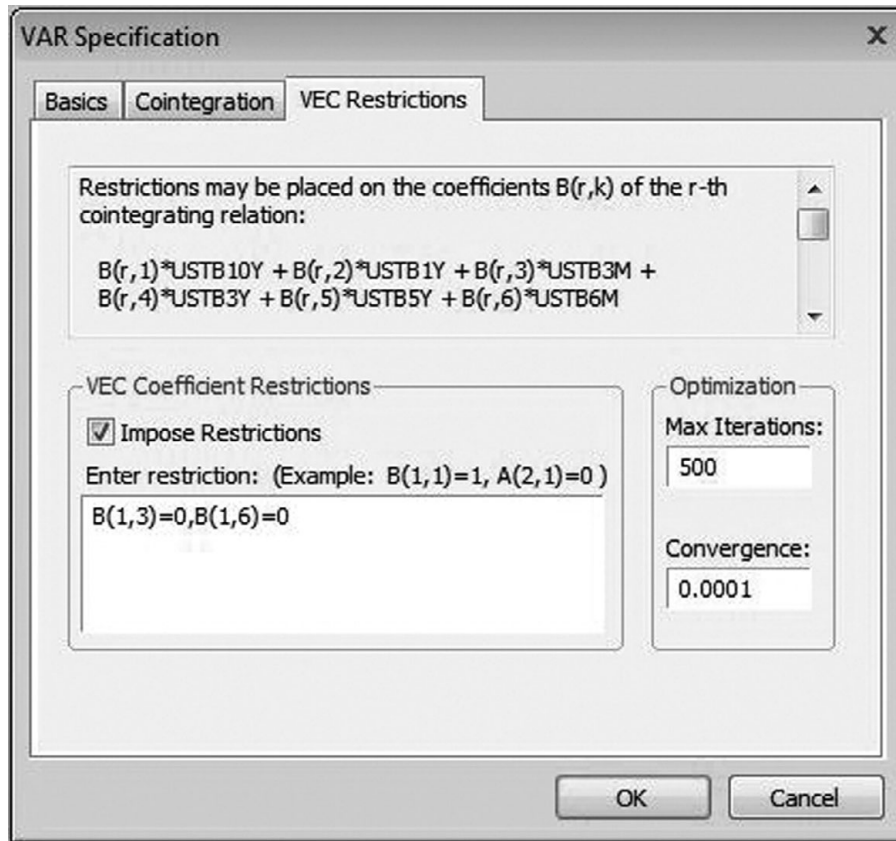 VAR Specification
Basics
Cointegration
VEC Restrictions
Restrictions may be placed on the coefficients B(r,k) of the r-th
cointegrating relation:
B(r,1)*USTB10Y + B(r,2)*USTB1Y + B(r,3)*USTB3M +
B(r,4)*USTB3Y + B(r,5)*USTB5Y + B(r,6)*USTB6M
VEC Coefficient Restrictions
Impose Restrictions
Enter restriction: (Example: B(1,1)=1, A(2,1)=0 )
B(1,3)=0,B(1,6)=0
Optimization
Max Iterations:
500
Convergence:
0.0001
OK
Cancel